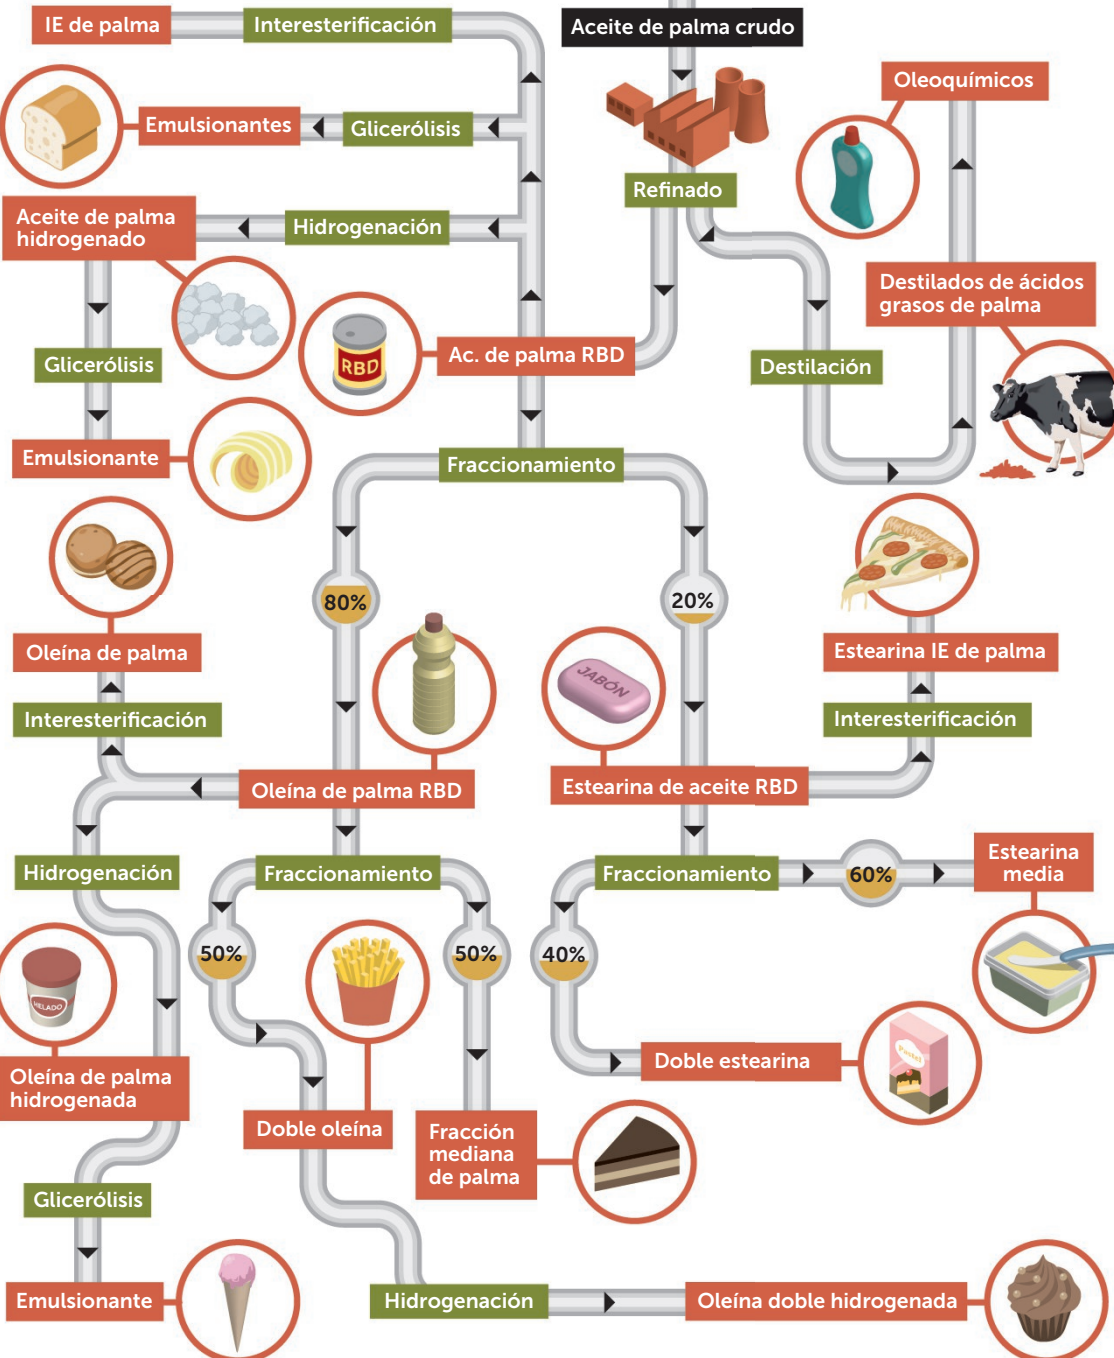 IE de palma
Interesterificación
Aceite de palma crudo
Oleoquímicos
Emulsionantes
Glicerólisis
Refinado
Aceite de palma
hidrogenado
Hidrogenación
Destilados de ácidos
grasos de palma
RBD
Ac. de palma RBD
Glicerólisis
Destilación
Emulsionante
Fraccionamiento
80%
20%
Oleína de palma
Estearina IE de palma
JABÓN
Interesterificación
Interesterificación
Oleína de palma RBD
Estearina de aceite RBD
Hidrogenación
Fraccionamiento
Fraccionamiento
60%
Estearina
media
50%
50%
40%
HELADO
Oleína de palma
hidrogenada
Doble estearina
Pastel
Doble oleína
Fracción
mediana
de palma
Glicerólisis
Emulsionante
Hidrogenación
Oleína doble hidrogenada